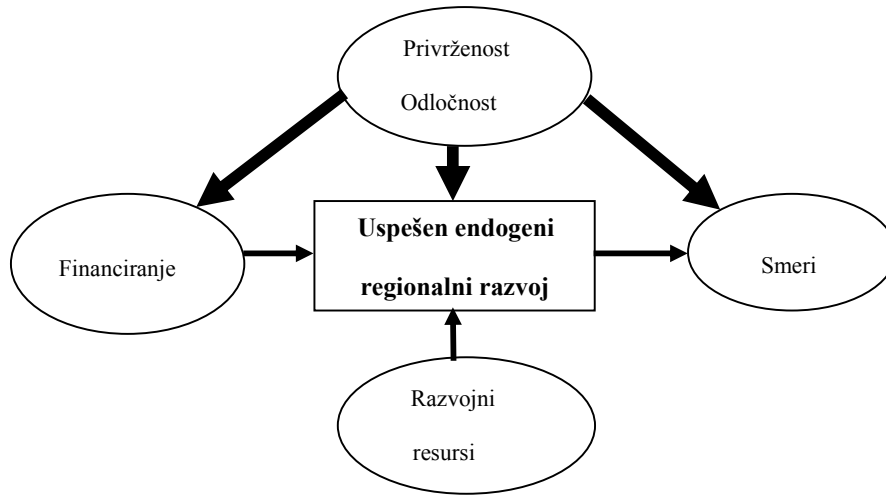 Privrženost
Odločnost
Financiranje
Uspešen endogeni
regionalni razvoj
Smeri
Razvojni
resursi